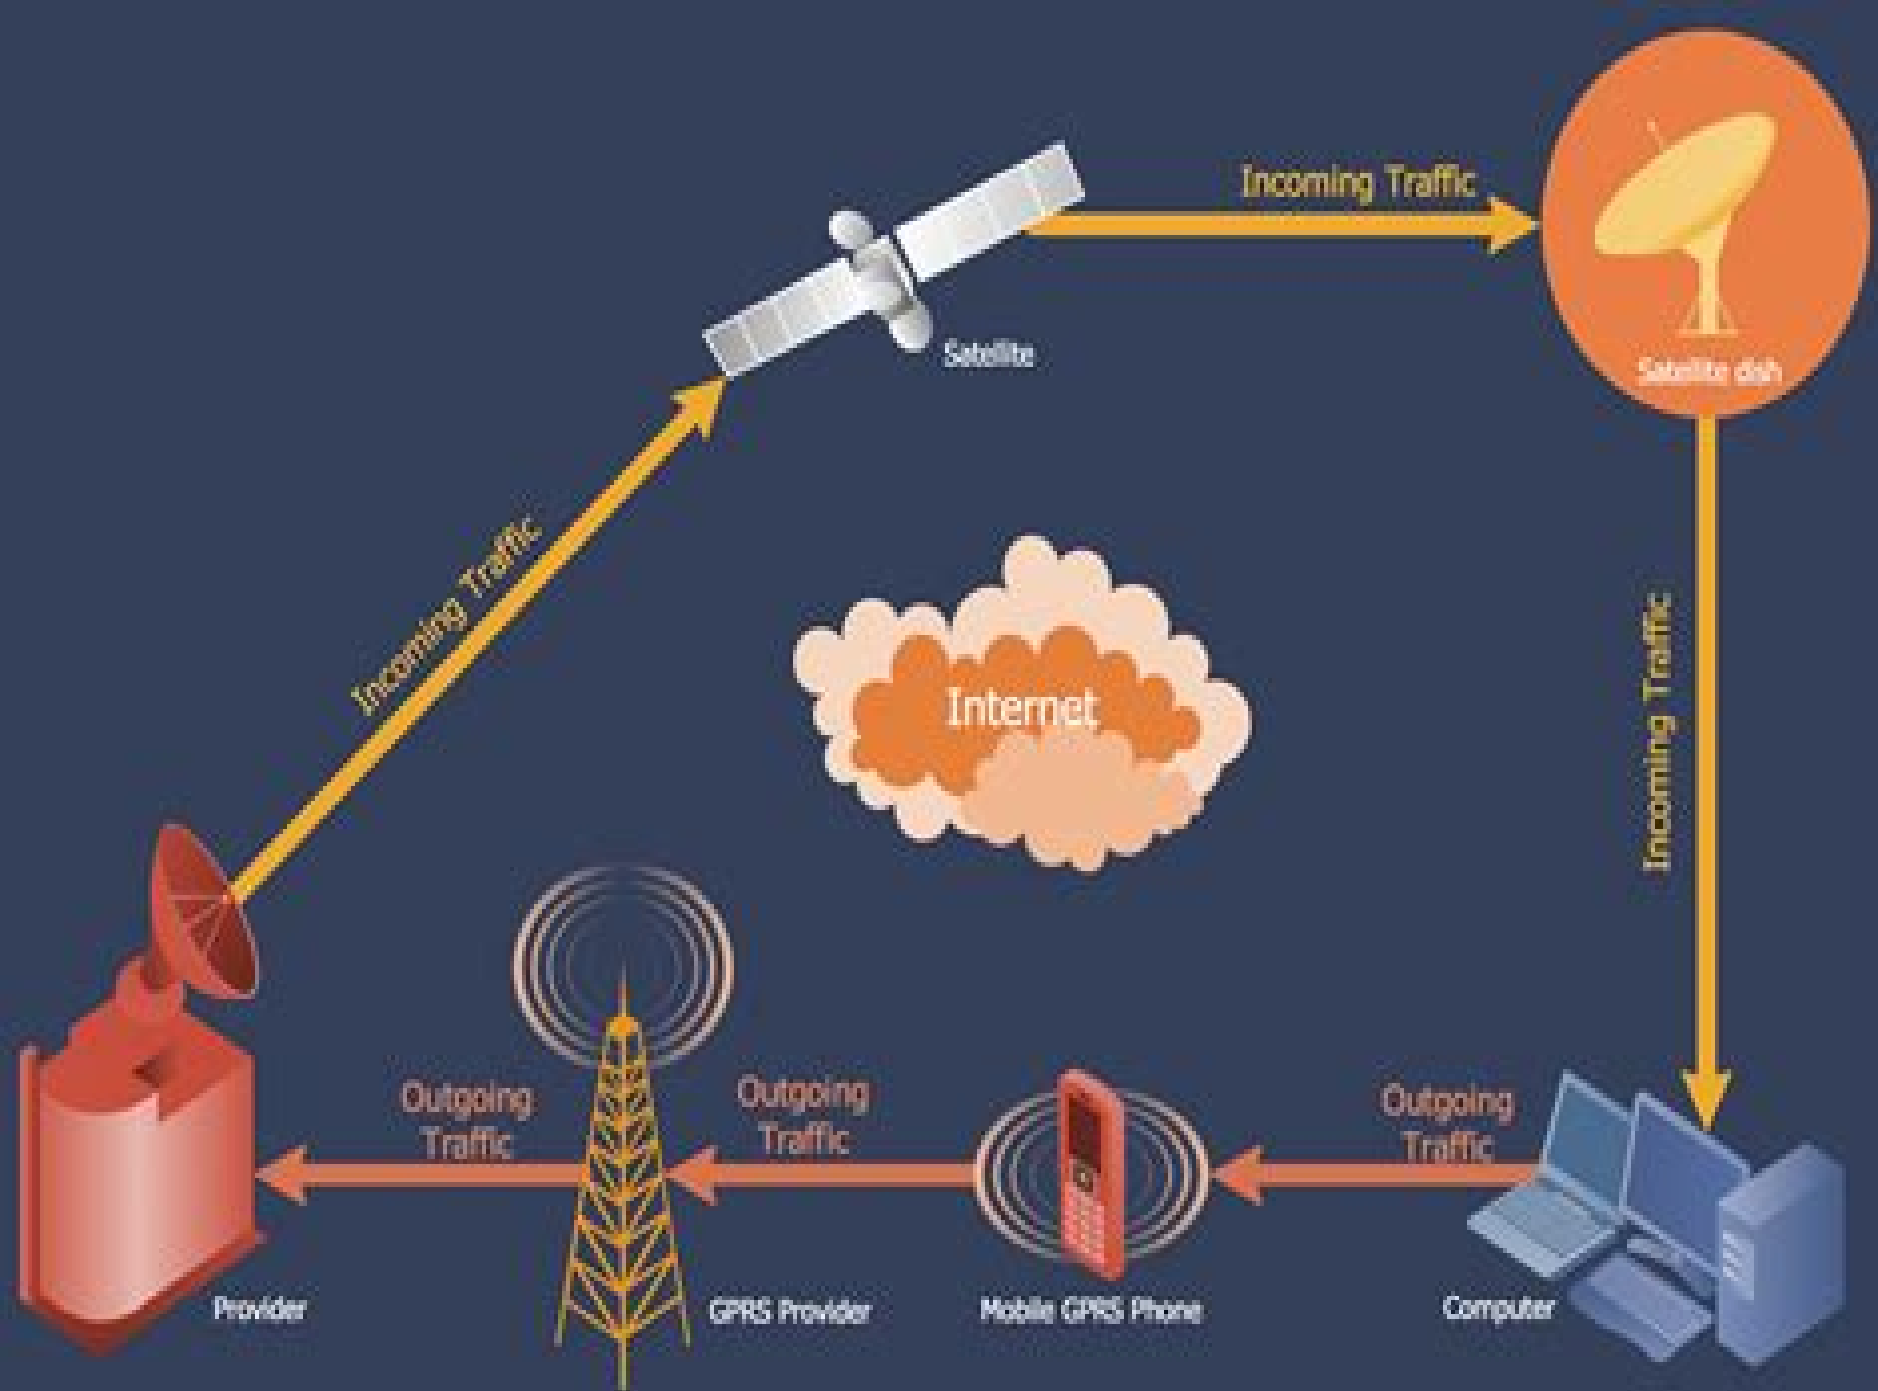 Incoming Traffic
Satellite
Satellite dish
Incoming Traffic
Internet
Incoming Traffic
Outgoing
Traffic
Outgoing
Traffic
Outgoing
Traffic
Provider
GPRS Provider
Mobile GPRS Phone
Computer